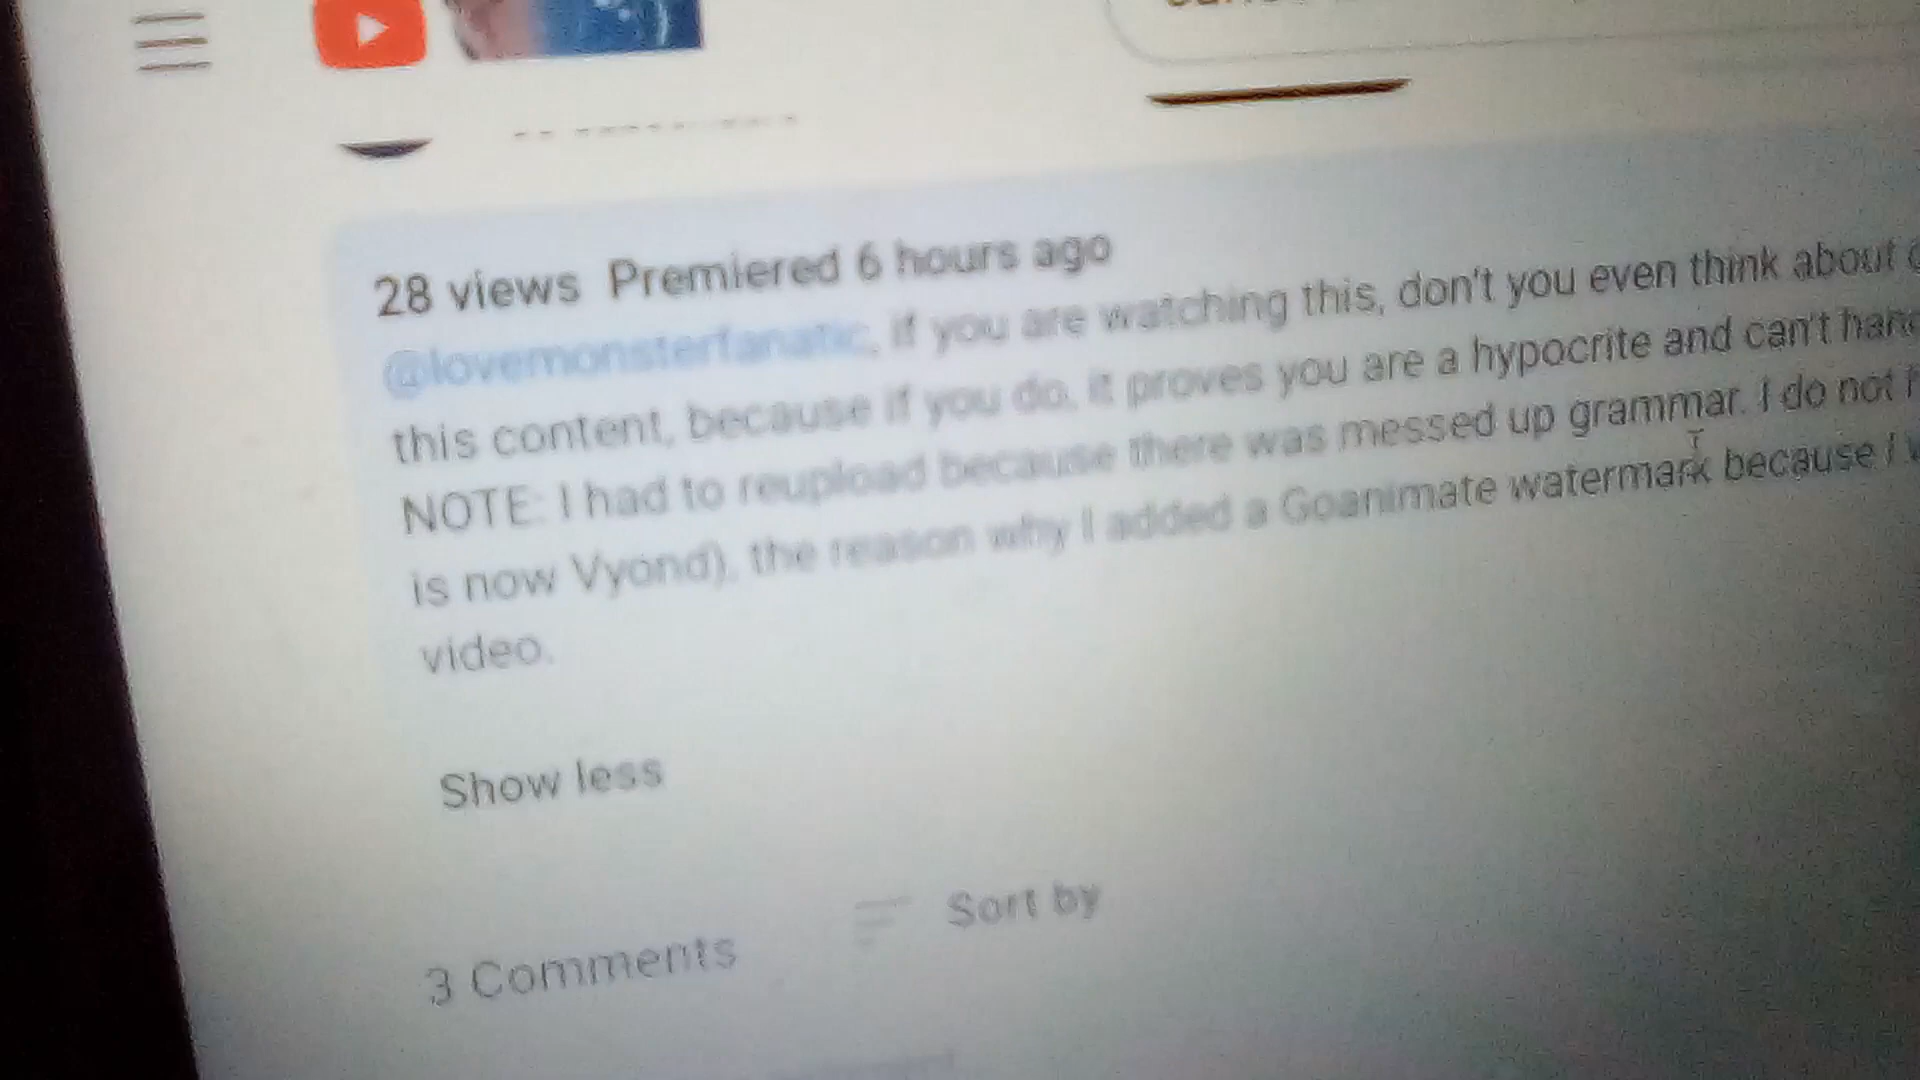 28 views Premiered 6 hours ago
@lovemonsterfanatic, if you are watching this, don't you even think about
this content, because if you do, it proves you are a hypocrite and can't
NOTE: I had to reupload because there was messed up grammar. I do not
is now Vyond), the reason why I added a Goanimate watermark because I
video.
Show less
3 Comments
Sort by